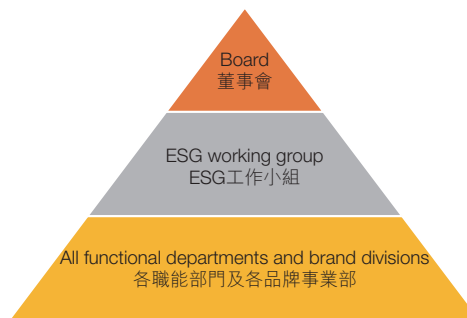 Board
董事會
ESG working group
ESG工作小組
All functional departments and brand divisions
各職能部門及各品牌事業部